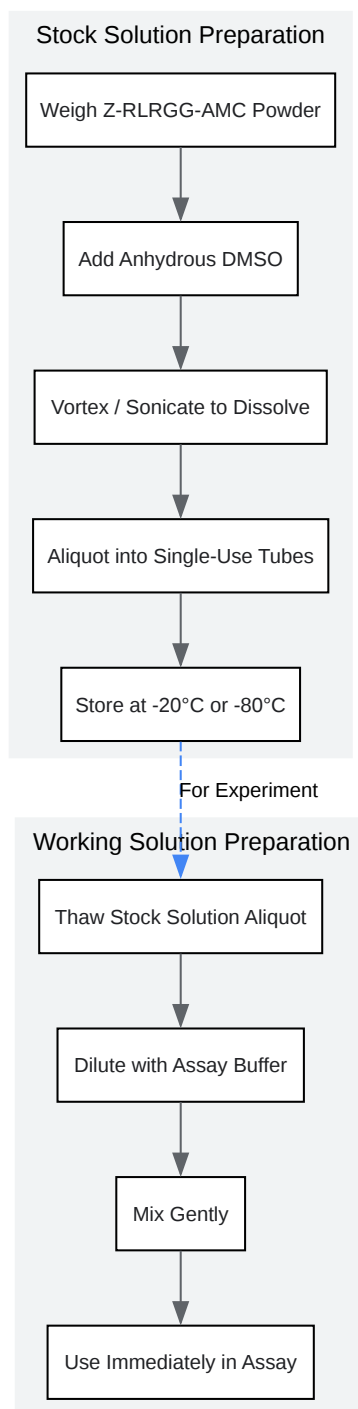 Stock Solution Preparation
Weigh Z-RLRGG-AMC Powder
Add Anhydrous DMSO
Vortex / Sonicate to Dissolve
Aliquot into Single-Use Tubes
Store at -20°C or -80°C
For Experiment
Working Solution Preparation
Thaw Stock Solution Aliquot
Dilute with Assay Buffer
Mix Gently
Use Immediately in Assay